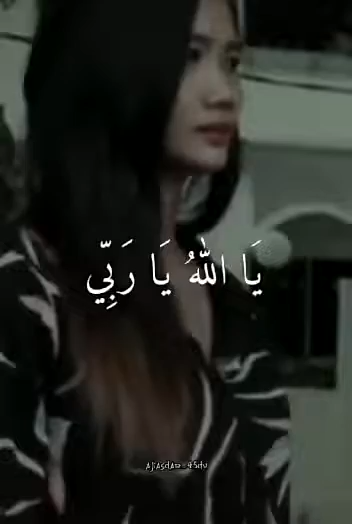 يَا اللّٰهُ يَا رَبِّي